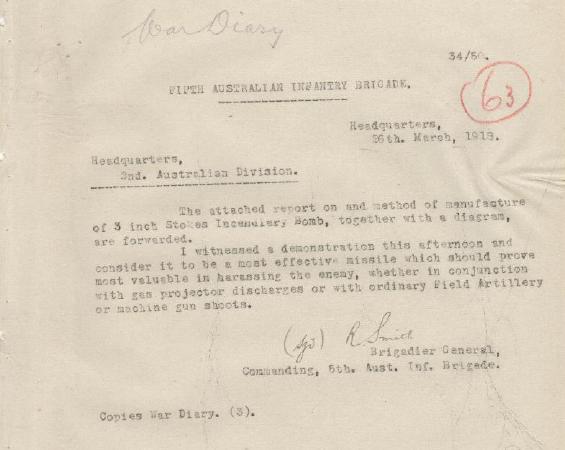 War Diary
34/50.
FIFTH AUSTRALIAN INFANTRY BRIGADE.
63
Headquarters,
26th. March, 1918.
Headquarters,
2nd. Australian Division.
The attached report on and method of manufacture
of 3 inch Stokes Incendiary Bomb, together with a diagram,
are forwarded.
I witnessed a demonstration this afternoon and
consider it to be a most effective missile which should prove
most valuable in harassing the enemy, whether in conjunction
with gas projector discharges or with ordinary Field Artillery
or machine gun shoots.
(sgd) R. Smith
Brigadier General,
Commanding, 5th. Aust. Inf. Brigade.
Copies War Diary. (3).